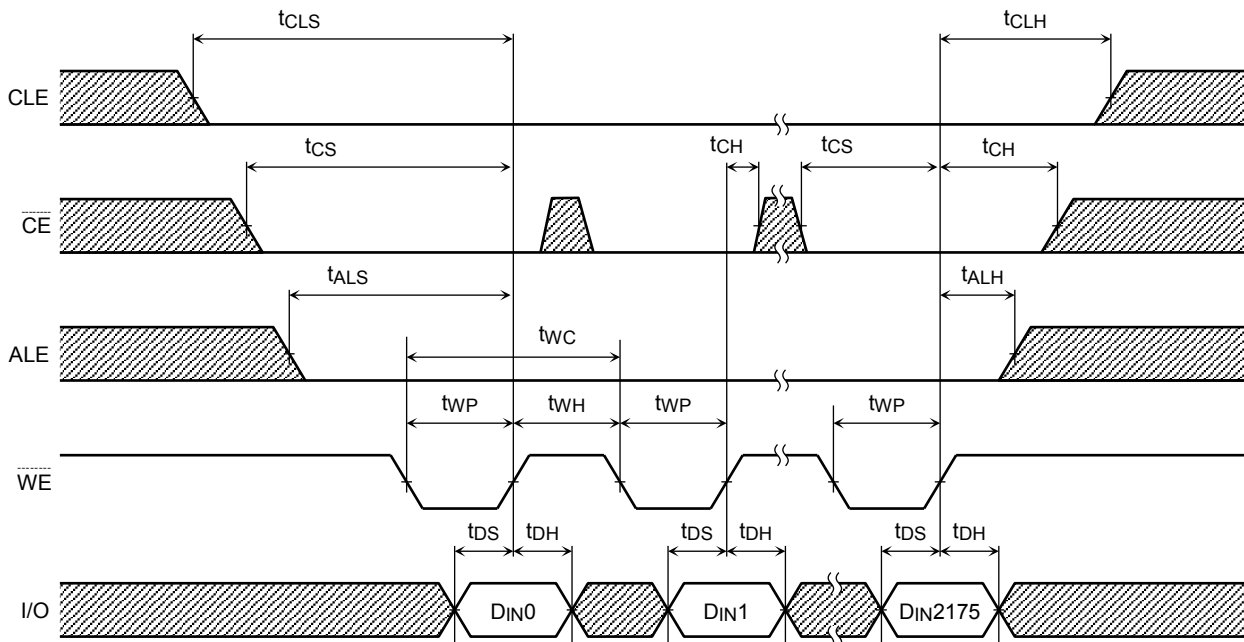 tCLS tCLH
CLE
tCS tCH tCS tCH
CE
tALS tALH
ALE
tWC
tWP tWH tWP tWP
WE
tDS tDH tDS tDH tDS tDH
I/O DIN0 DIN1 DIN2175